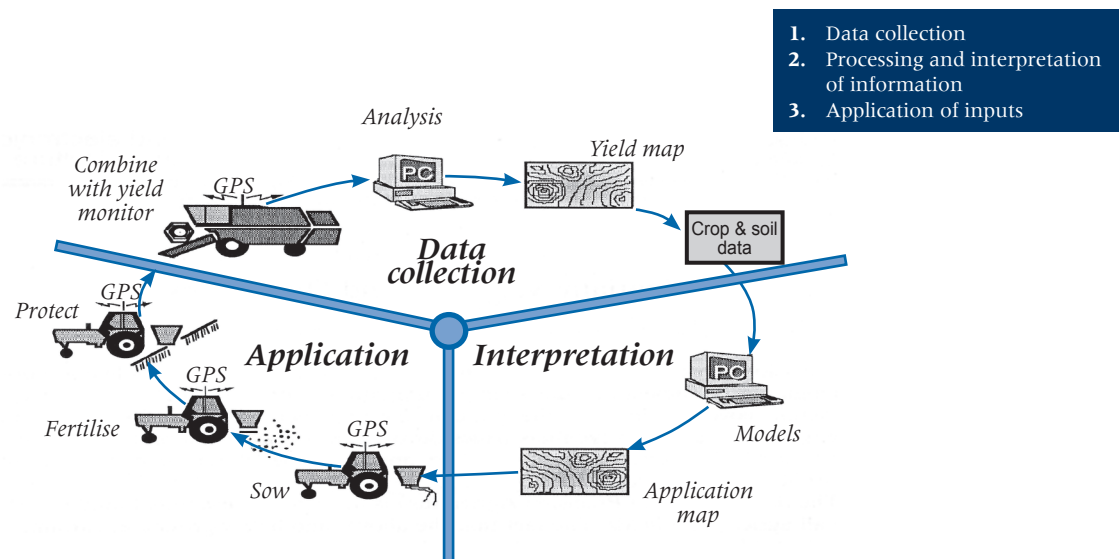 1. Data collection
2. Processing and interpretation
of information
3. Application of inputs
Analysis
Yield map
Combine
with yield
monitor
GPS
PC
Crop & soil
data
Data
collection
GPS
Protect
Application
Interpretation
PC
GPS
Fertilise
Models
GPS
Sow
Application
map